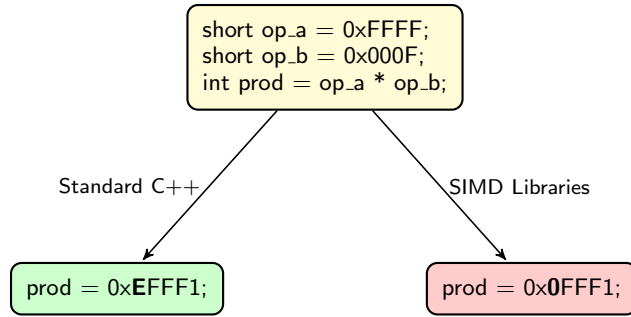 short op_a = 0xFFFF;
short op_b = 0x000F;
int prod = op_a * op_b;
Standard C++
SIMD Libraries
prod = 0xEFFF1;
prod = 0x0FFF1;